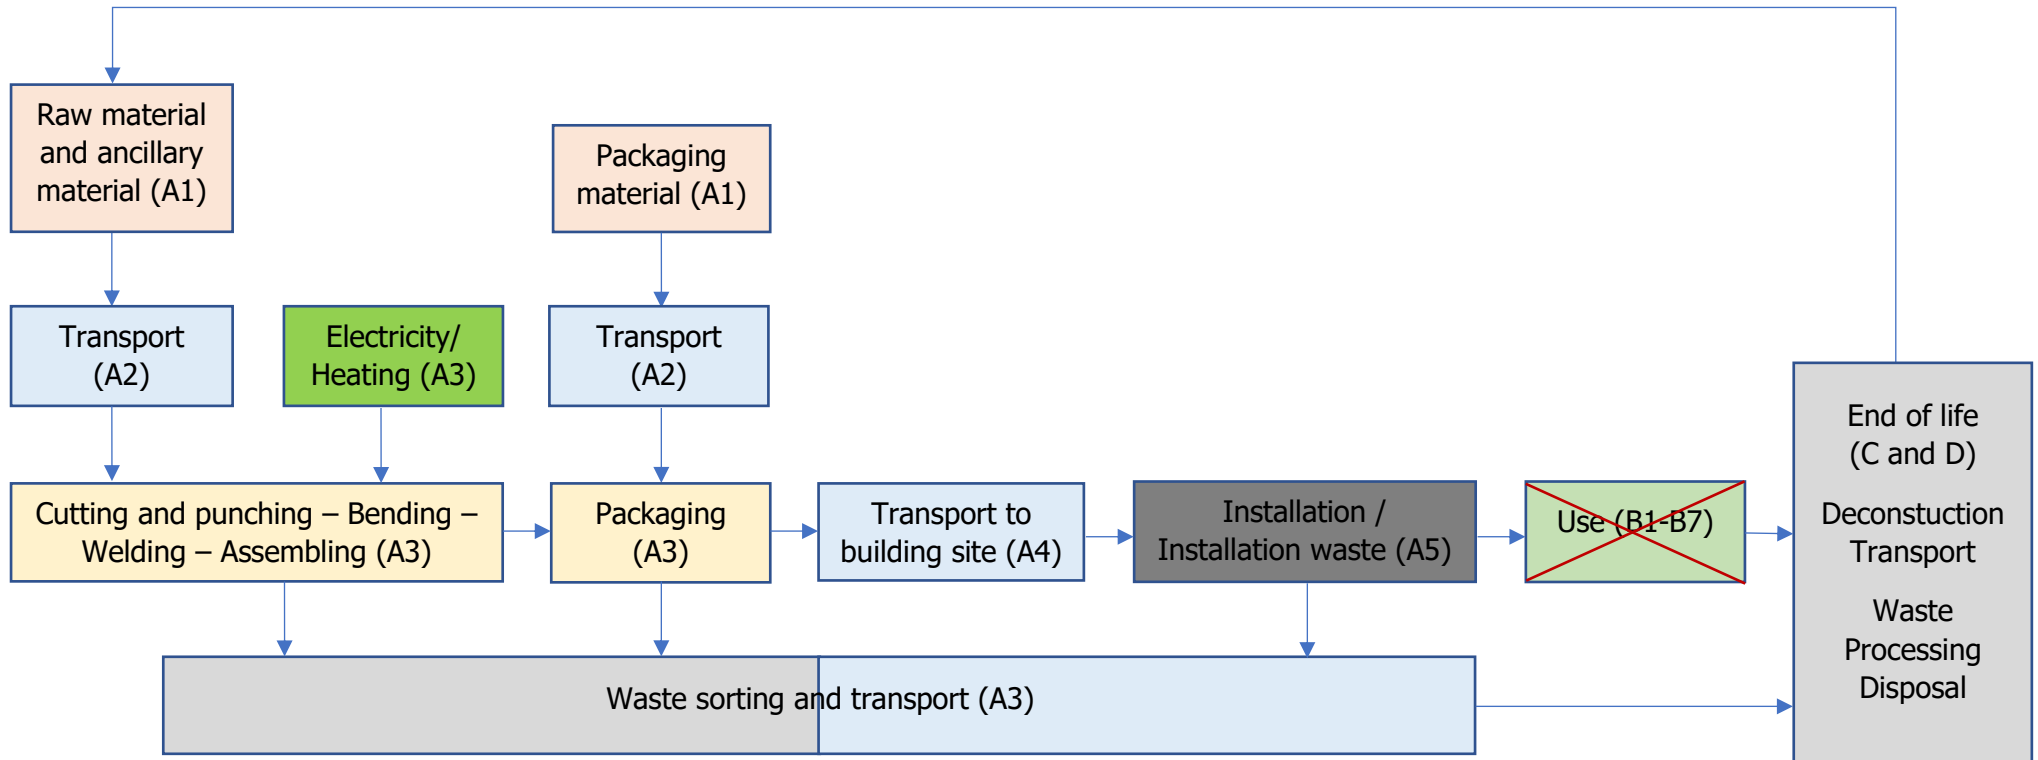 Raw material
and ancillary
material (A1)
Packaging
material (A1)
Transport
(A2)
Electricity/
Heating (A3)
Transport
(A2)
Cutting and punching – Bending –
Welding – Assembling (A3)
Packaging
(A3)
Transport to
building site (A4)
Installation /
Installation waste (A5)
Use (B1-B7)
End of life
(C and D)
Deconstuction
Transport
Waste
Processing
Disposal
Waste sorting and transport (A3)